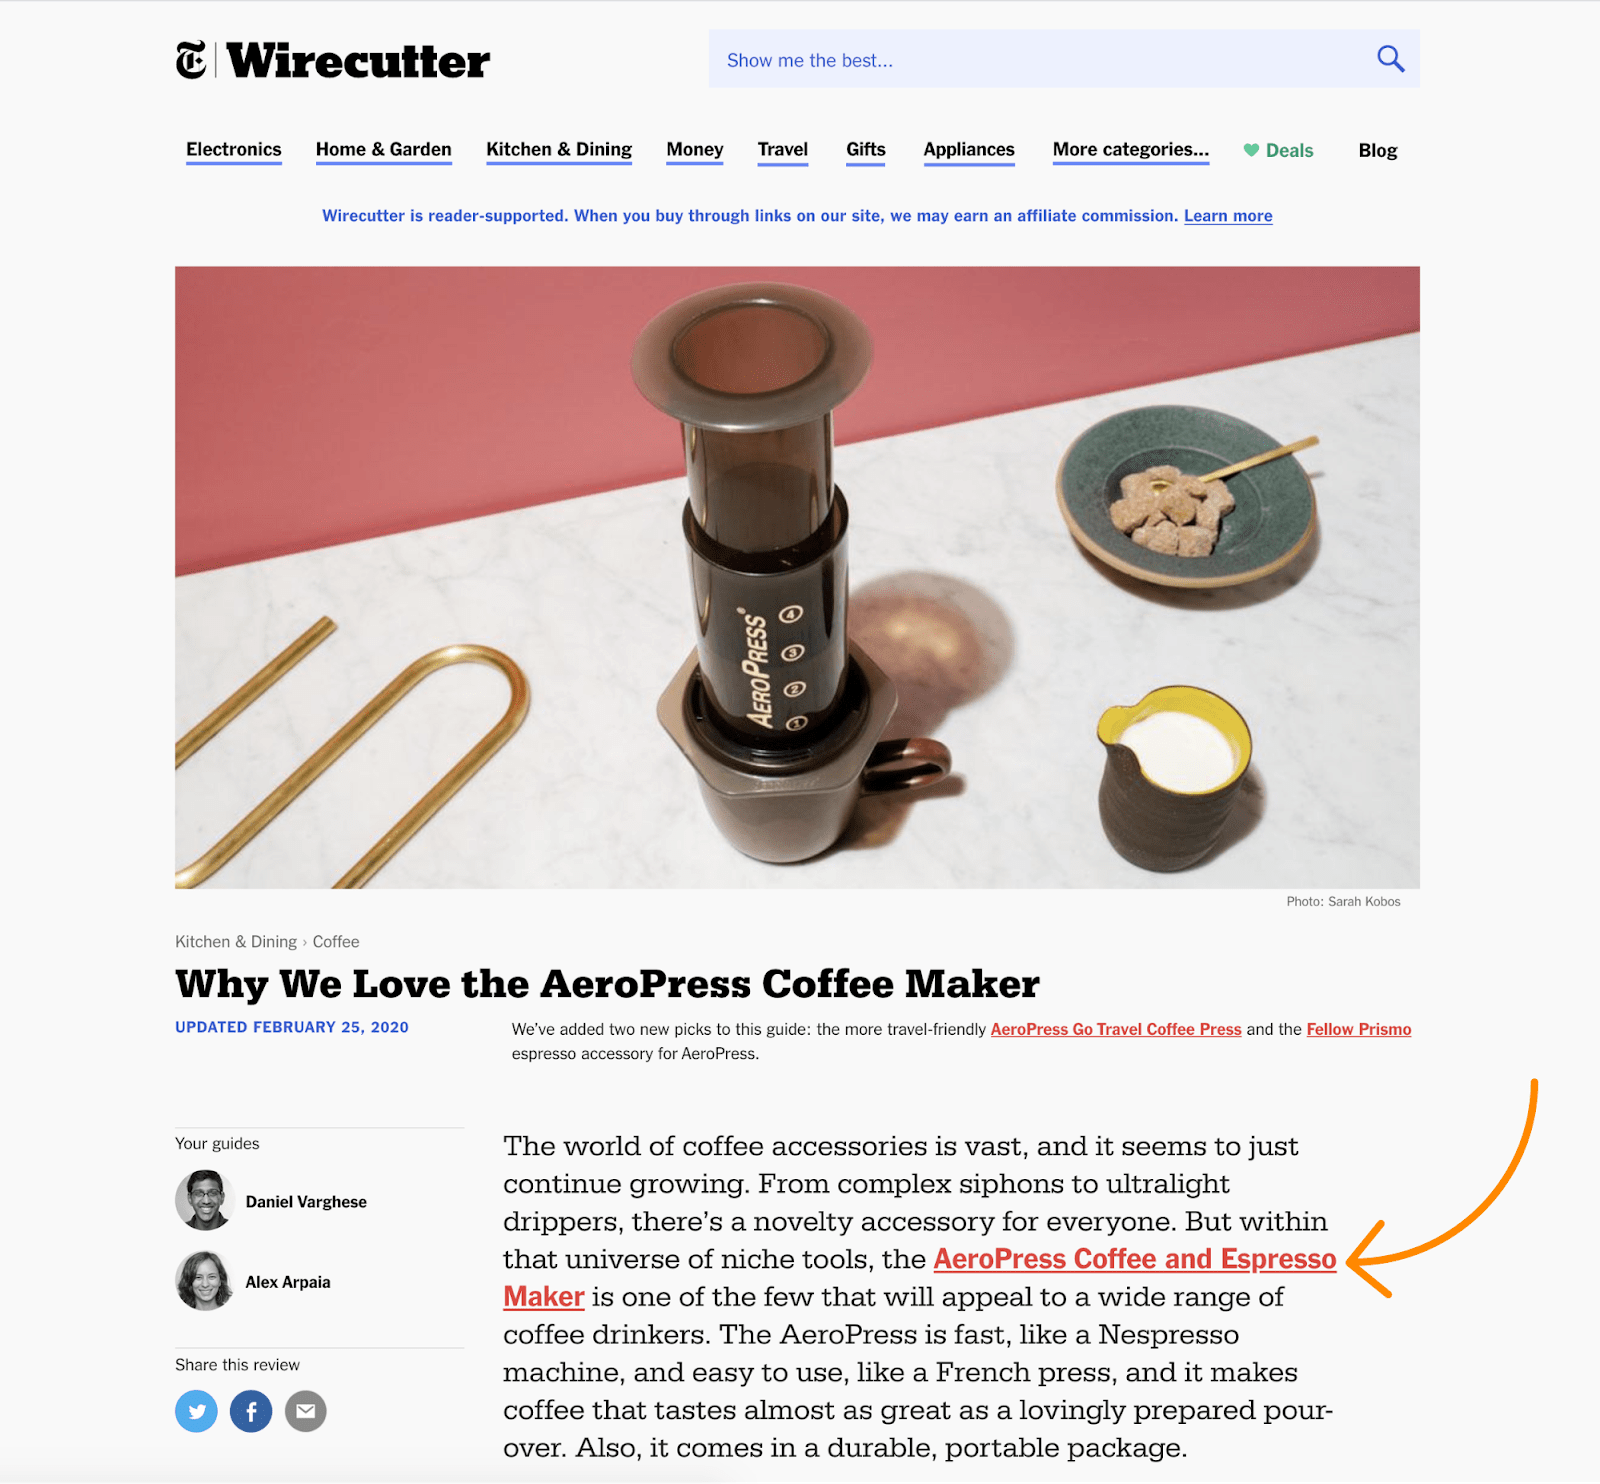 Wirecutter
Show me the best...
Electronics Home & Garden Kitchen & Dining Money Travel Gifts Appliances More categories... Deals Blog
Wirecutter is reader-supported. When you buy through links on our site, we may earn an affiliate commission. Learn more
AEROPRESS®
4
3
2
1
Photo: Sarah Kobos
Kitchen & Dining › Coffee
Why We Love the AeroPress Coffee Maker
UPDATED FEBRUARY 25, 2020
We’ve added two new picks to this guide: the more travel-friendly AeroPress Go Travel Coffee Press and the Fellow Prismo
espresso accessory for AeroPress.
Your guides
Daniel Varghese
Alex Arpaia
Share this review
The world of coffee accessories is vast, and it seems to just
continue growing. From complex siphons to ultralight
drippers, there’s a novelty accessory for everyone. But within
that universe of niche tools, the AeroPress Coffee and Espresso
Maker is one of the few that will appeal to a wide range of
coffee drinkers. The AeroPress is fast, like a Nespresso
machine, and easy to use, like a French press, and it makes
coffee that tastes almost as great as a lovingly prepared pour-
over. Also, it comes in a durable, portable package.